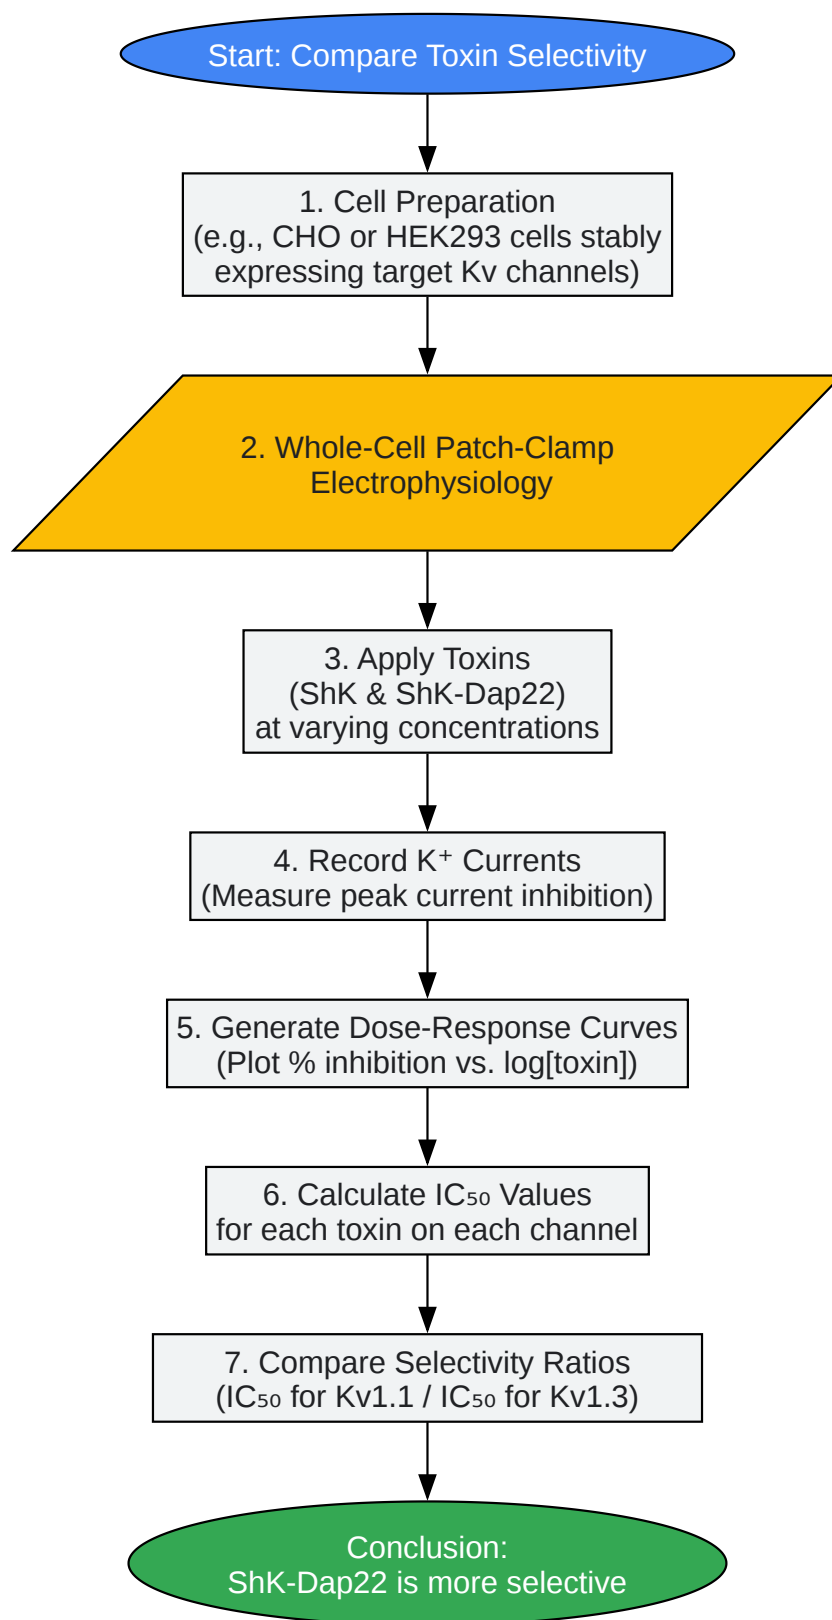 Start: Compare Toxin Selectivity
1. Cell Preparation
(e.g., CHO or HEK293 cells stably
expressing target Kv channels)
2. Whole-Cell Patch-Clamp
Electrophysiology
3. Apply Toxins
(ShK & ShK-Dap22)
at varying concentrations
4. Record K⁺ Currents
(Measure peak current inhibition)
5. Generate Dose-Response Curves
(Plot % inhibition vs. log[toxin])
6. Calculate IC₅₀ Values
for each toxin on each channel
7. Compare Selectivity Ratios
(IC₅₀ for Kv1.1 / IC₅₀ for Kv1.3)
Conclusion:
ShK-Dap22 is more selective